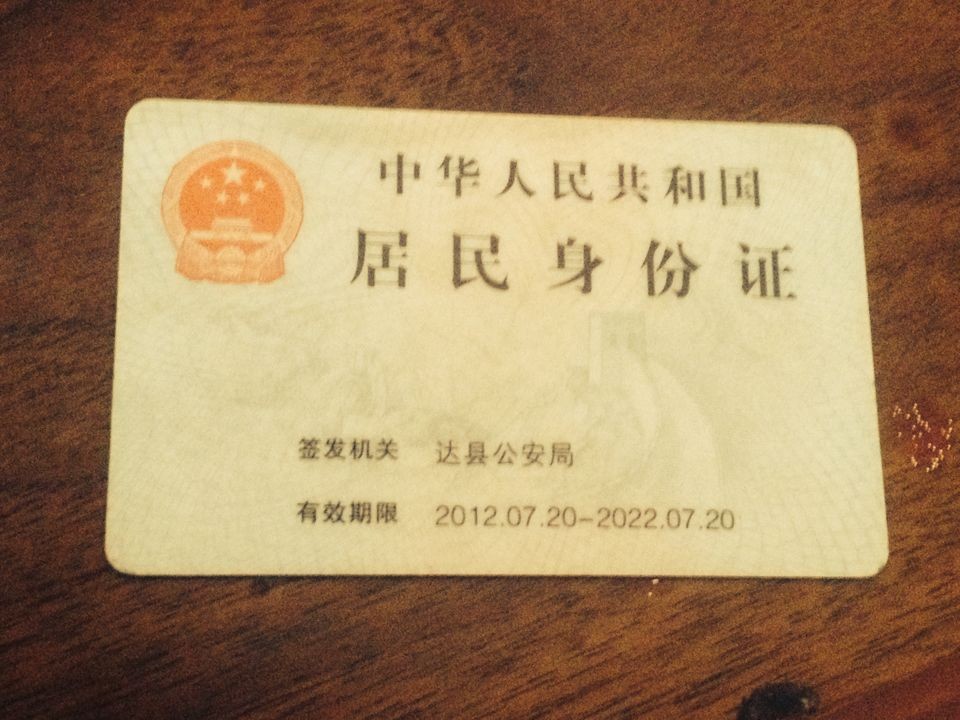 中华人民共和国
居民身份证
签发机关 达县公安局
有效期限 2012.07.20-2022.07.20